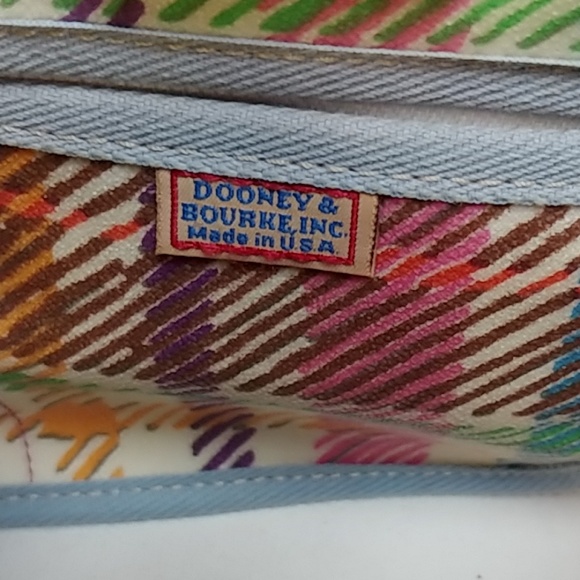 DOONEY &
BOURKE, INC.
Made in U.S.A.